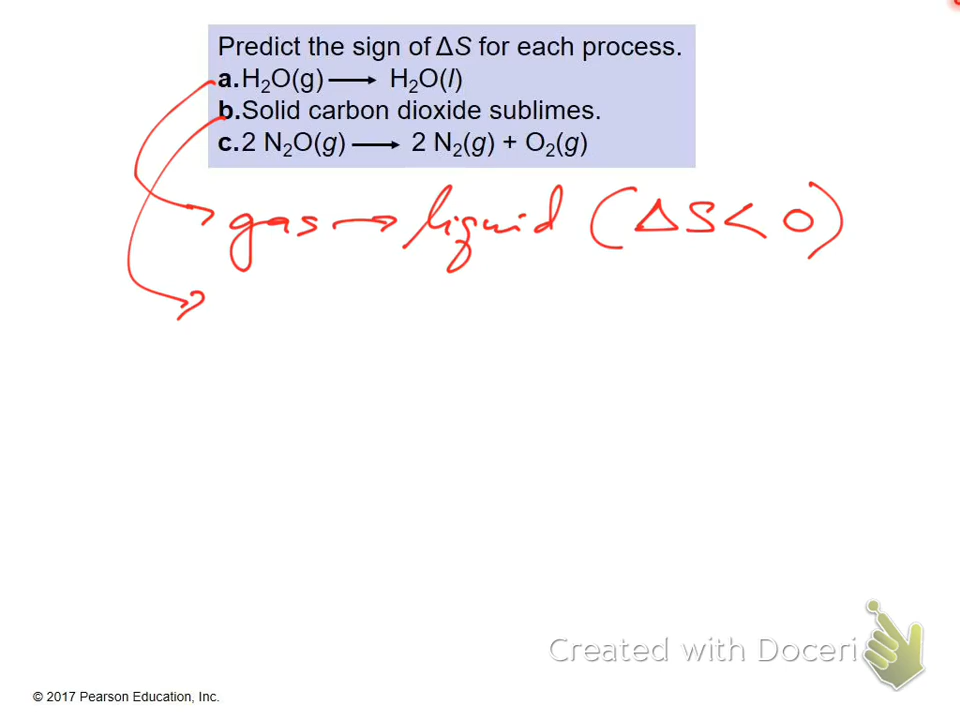 Predict the sign of ΔS for each process.
a.H₂O(g) ⟶ H₂O(l)
b.Solid carbon dioxide sublimes.
c.2 N₂O(g) ⟶ 2 N₂(g) + O₂(g)
gas → liquid (ΔS < 0)
Created with Doceri
© 2017 Pearson Education, Inc.